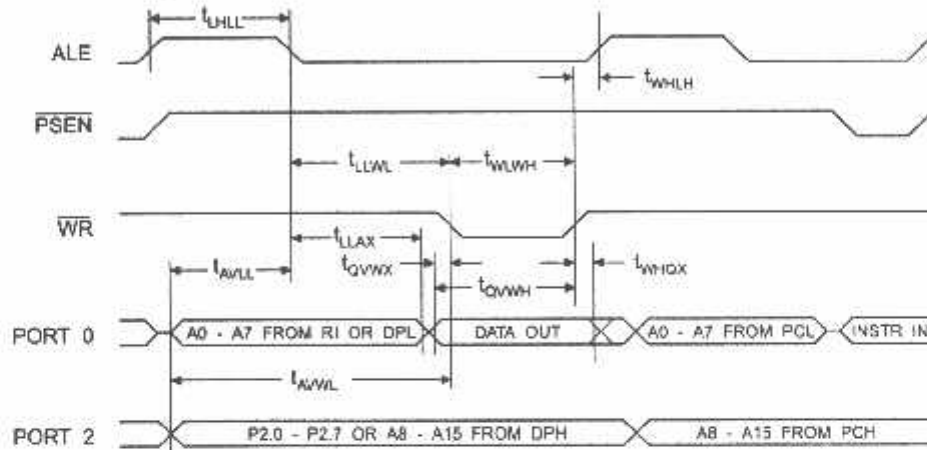 tLHLL
ALE
tWHLH
PSEN
tLLWL
tWLWH
WR
tLLAX
tAVLL
tQVWX
tWHQX
tQVWH
PORT 0
A0 - A7 FROM RI OR DPL
DATA OUT
A0 - A7 FROM PCL
INSTR IN
tAVWL
PORT 2
P2.0 - P2.7 OR A8 - A15 FROM DPH
A8 - A15 FROM PCH